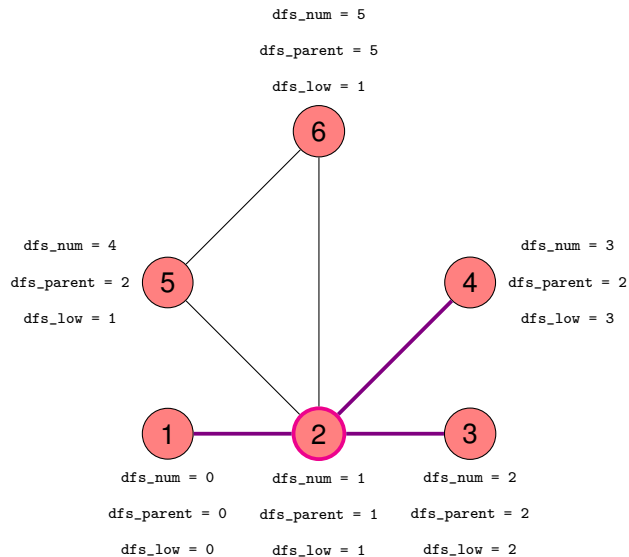 dfs_num = 5
dfs_parent = 5
dfs_low = 1
6
dfs_num = 4
dfs_parent = 2
dfs_low = 1
5
4
dfs_num = 3
dfs_parent = 2
dfs_low = 3
1
2
3
dfs_num = 0
dfs_parent = 0
dfs_low = 0
dfs_num = 1
dfs_parent = 1
dfs_low = 1
dfs_num = 2
dfs_parent = 2
dfs_low = 2